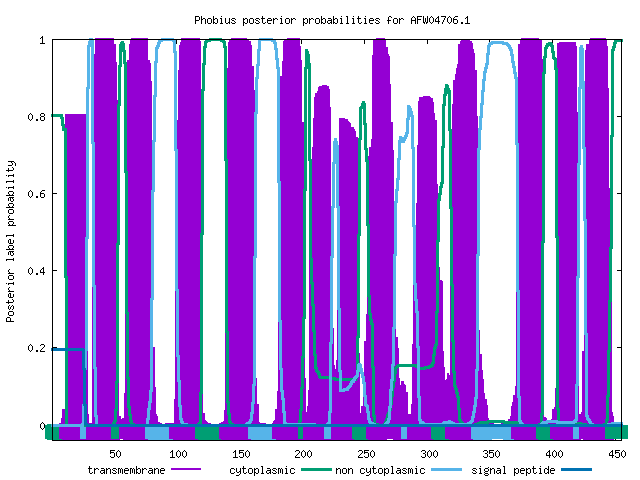 Phobius posterior probabilities for AFW04706.1
Posterior label probability
1
0.8
0.6
0.4
0.2
0
50 100 150 200 250 300 350 400 450
transmembrane cytoplasmic non cytoplasmic signal peptide